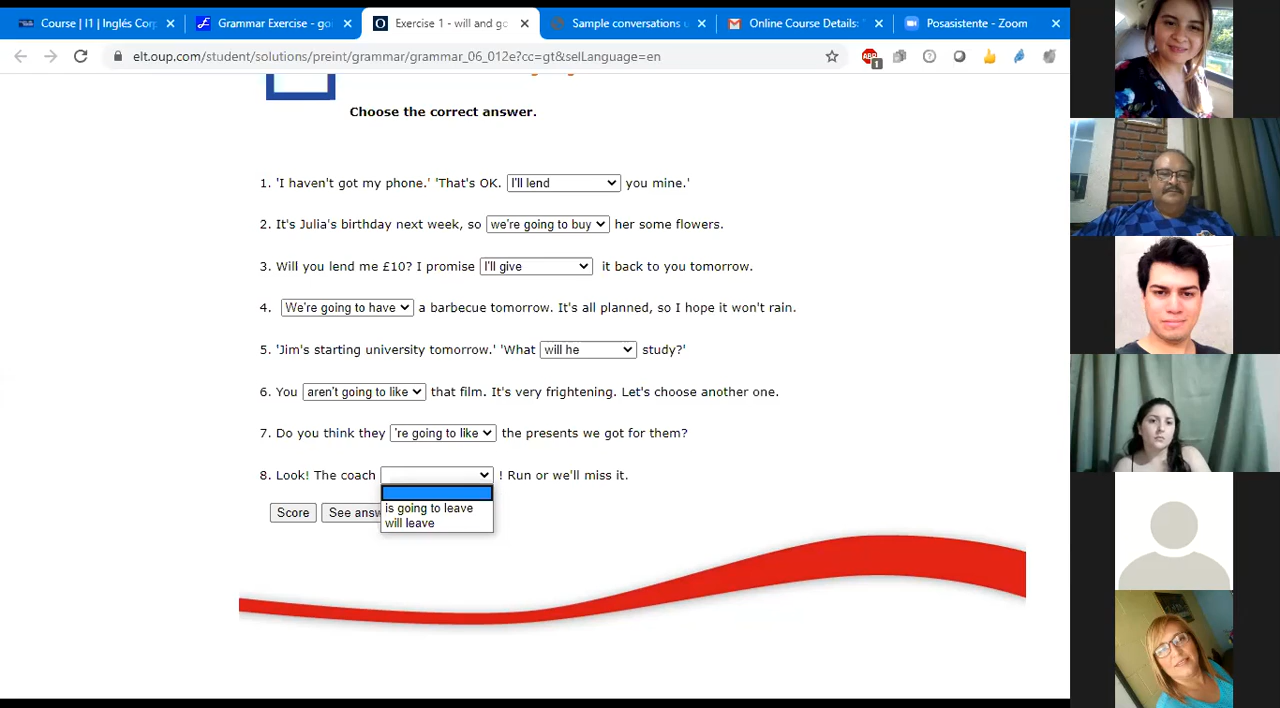 Course | I1 | Inglés Corp
Grammar Exercise - go
Exercise 1 - will and go
Sample conversations u
Online Course Details:
Posasistente - Zoom
elt.oup.com/student/solutions/preint/grammar/grammar_06_012e?cc=gt&selLanguage=en
ABP
1
Choose the correct answer.
1. 'I haven't got my phone.' 'That's OK. I'll lend you mine.'
2. It's Julia's birthday next week, so we're going to buy her some flowers.
3. Will you lend me £10? I promise I'll give it back to you tomorrow.
4. We're going to have a barbecue tomorrow. It's all planned, so I hope it won't rain.
5. 'Jim's starting university tomorrow.' 'What will he study?'
6. You aren't going to like that film. It's very frightening. Let's choose another one.
7. Do you think they 're going to like the presents we got for them?
8. Look! The coach ! Run or we'll miss it.
is going to leave
will leave
Score See answ